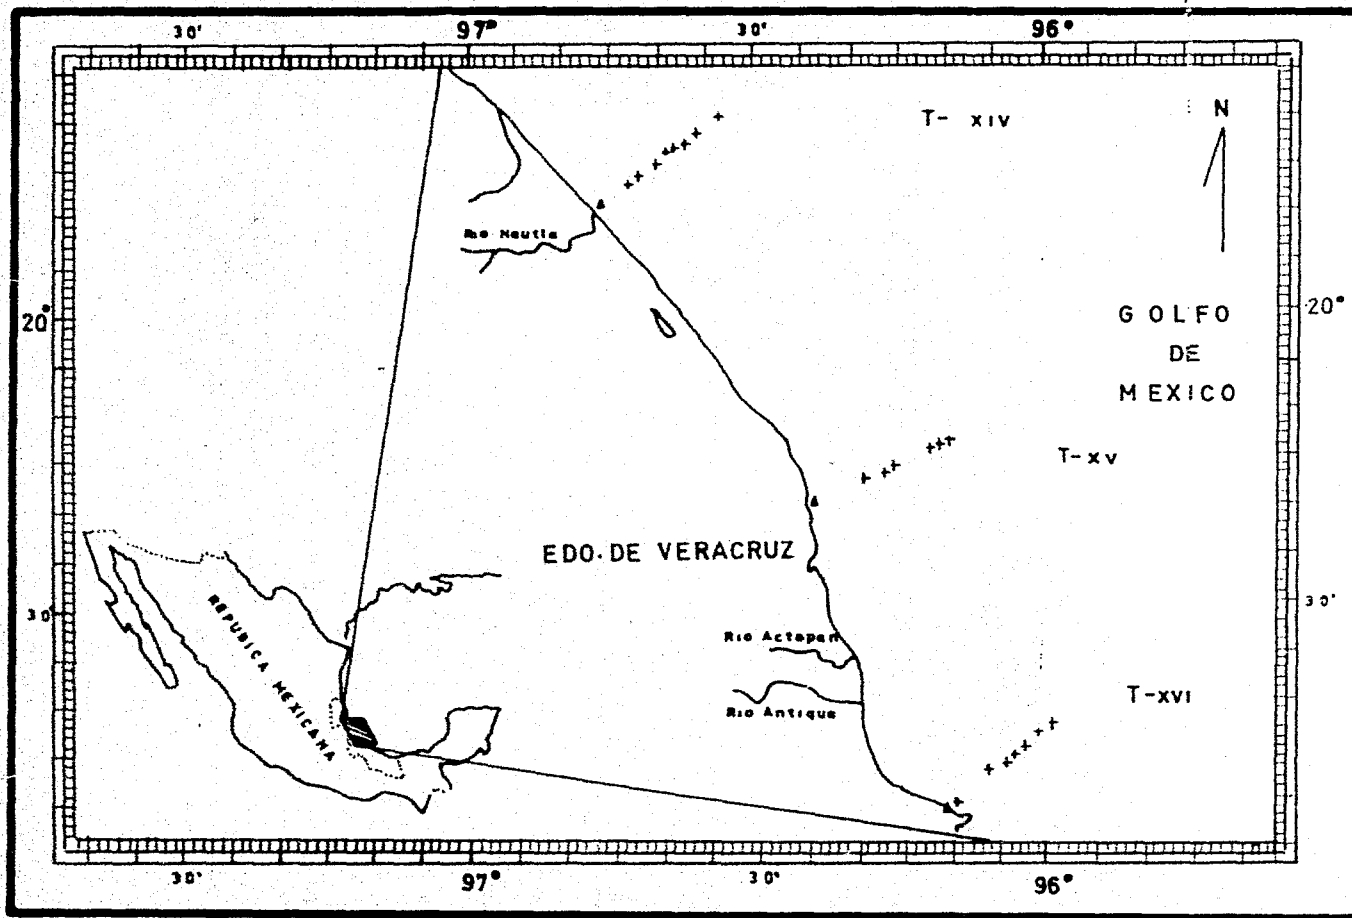 30'
97°
30'
96°
N
T- XIV
Rio Nautla
20°
20°
GOLFO
DE
MEXICO
T-XV
EDO. DE VERACRUZ
30'
30'
REPUBICA MEXICANA
Rio Actopan
T-XVI
Rio Antigua
30'
97°
30'
96°